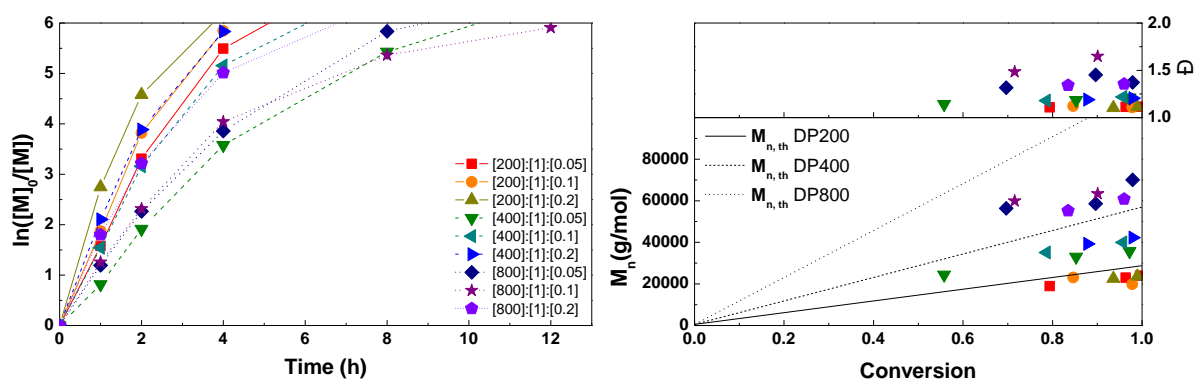 ln([M]₀/[M])
6
5
4
3
2
1
0
0 2 4 6 8 10 12
Time (h)
[200]:[1]:[0.05]
[200]:[1]:[0.1]
[200]:[1]:[0.2]
[400]:[1]:[0.05]
[400]:[1]:[0.1]
[400]:[1]:[0.2]
[800]:[1]:[0.05]
[800]:[1]:[0.1]
[800]:[1]:[0.2]
2.0
1.5
1.0
Đ
Mₙ, ₜₕ DP200
Mₙ, ₜₕ DP400
Mₙ, ₜₕ DP800
Mₙ(g/mol)
80000
60000
40000
20000
0
0.0 0.2 0.4 0.6 0.8 1.0
Conversion